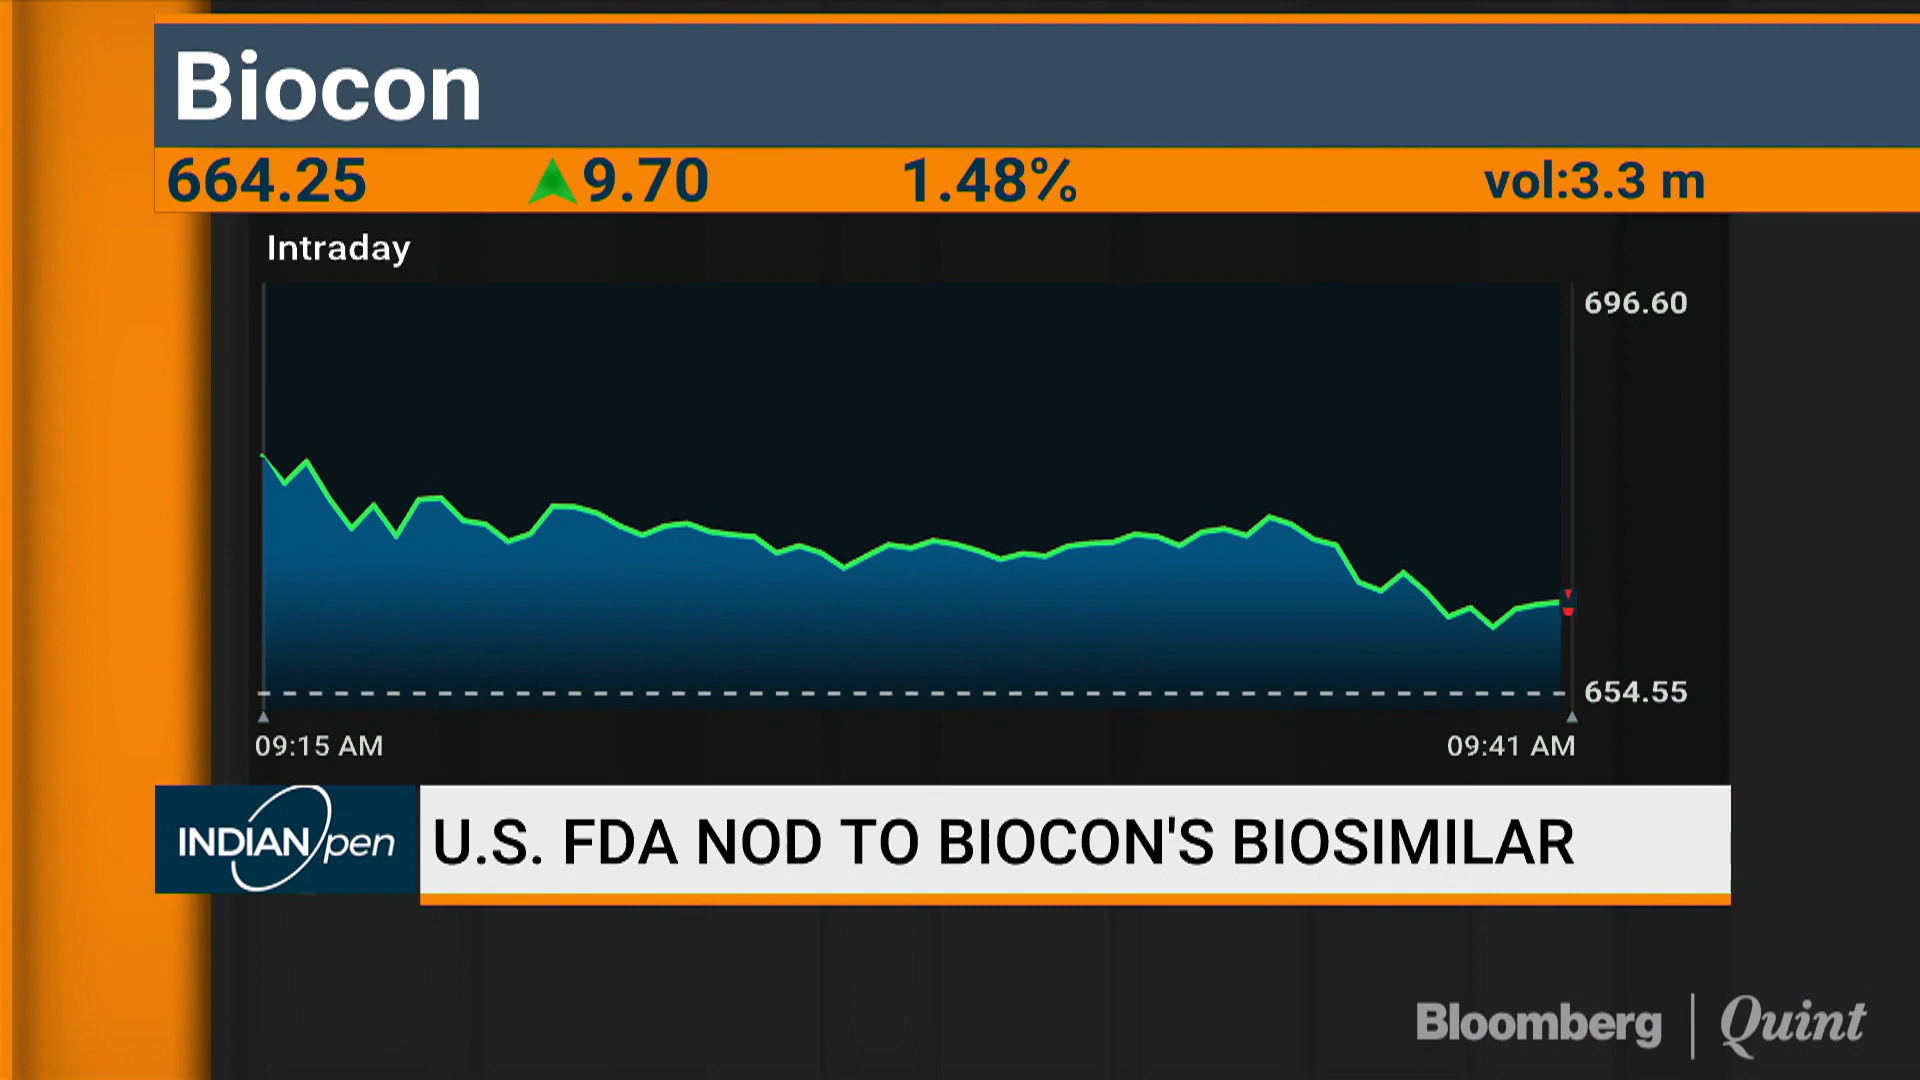 Biocon
664.25 ▲9.70 1.48% vol:3.3 m
Intraday
696.60
654.55
09:15 AM 09:41 AM
INDIAN Open
U.S. FDA NOD TO BIOCON'S BIOSIMILAR
Bloomberg | Quint